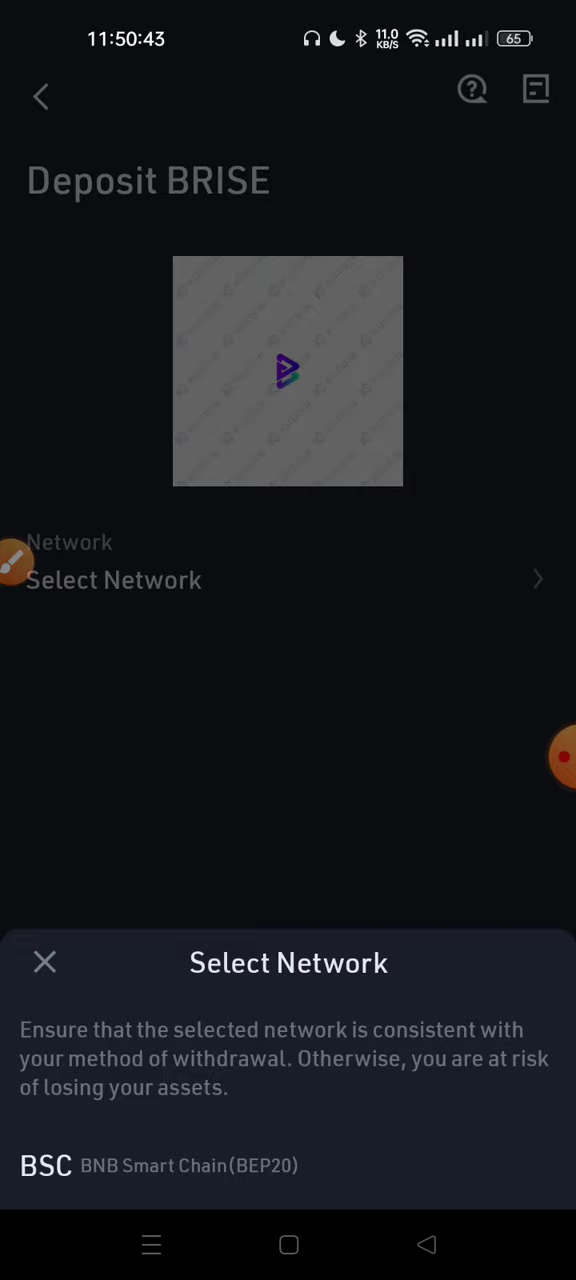 11:50:43
11.0
KB/S
65
Deposit BRISE
Network
Select Network
Select Network
Ensure that the selected network is consistent with
your method of withdrawal. Otherwise, you are at risk
of losing your assets.
BSC BNB Smart Chain(BEP20)